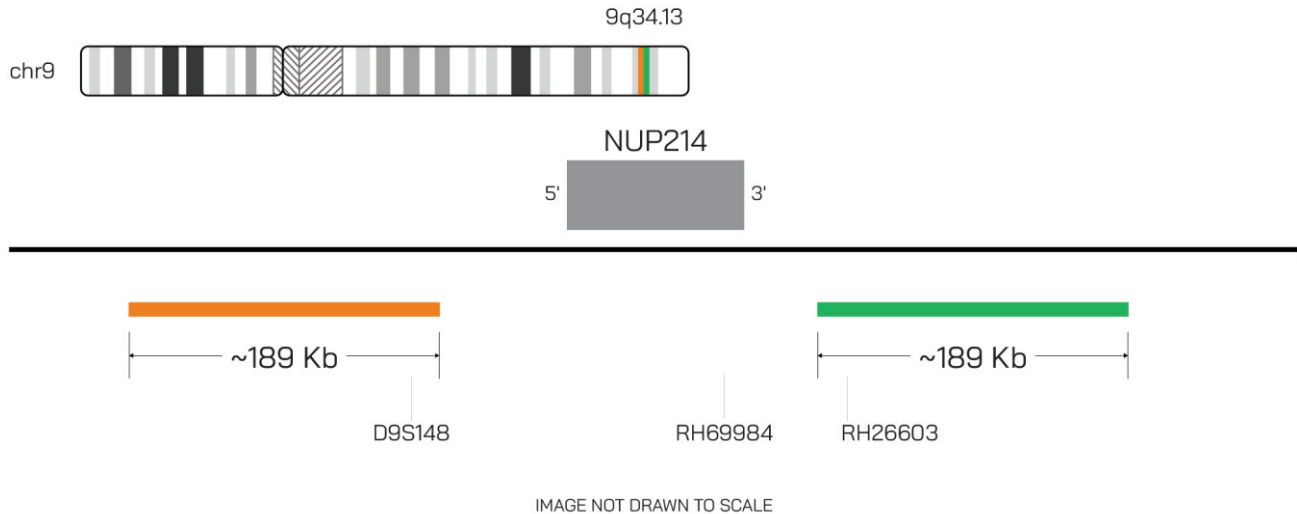 9q34.13
chr9
NUP214
5' 3'
~189 Kb ~189 Kb
D9S148 RH69984 RH26603
IMAGE NOT DRAWN TO SCALE